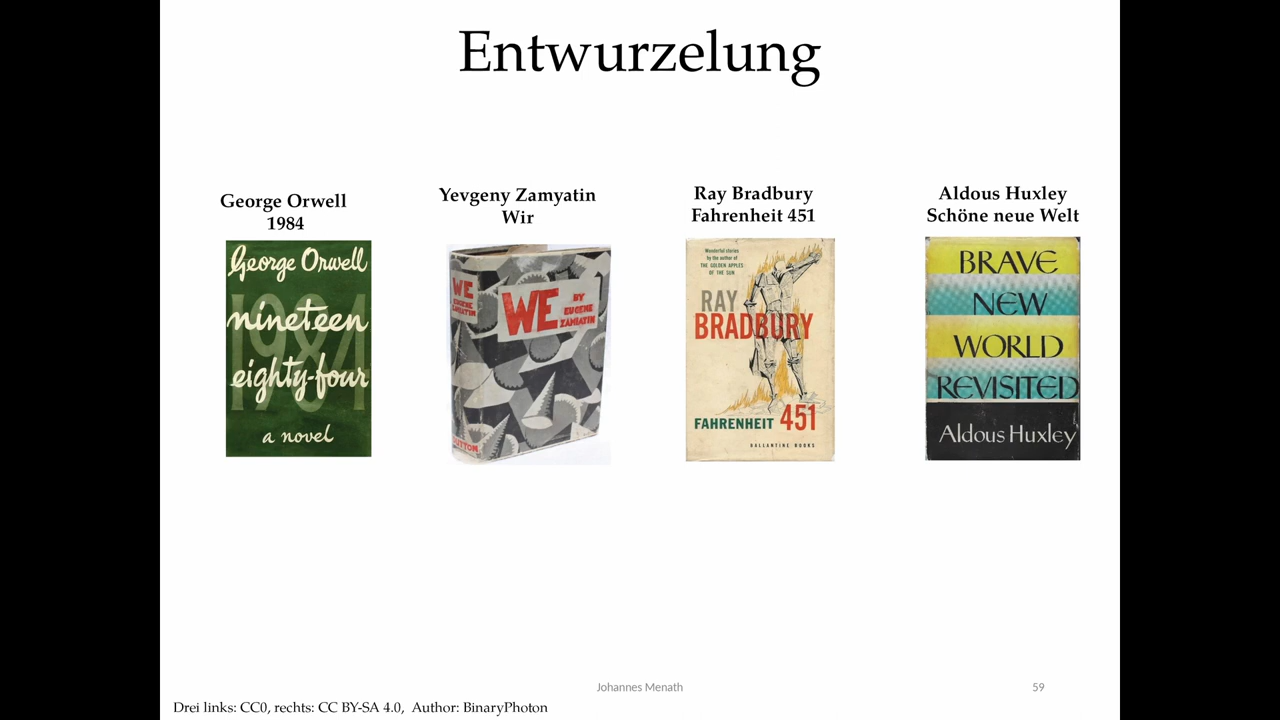 Entwurzelung
George Orwell
1984
Yevgeny Zamyatin
Wir
Ray Bradbury
Fahrenheit 451
Aldous Huxley
Schöne neue Welt
George Orwell
1984
nineteen
eighty-four
a novel
WE
EUGENE
ZAMIATIN
DUTTON
WE
BY
EUGENE
ZAMIATIN
Wonderful stories
by the author of
THE GOLDEN APPLES
OF THE SUN
RAY
BRADBURY
FAHRENHEIT 451
BALLANTINE BOOKS
BRAVE
NEW
WORLD
REVISITED
Aldous Huxley
Johannes Menath
59
Drei links: CC0, rechts: CC BY-SA 4.0, Author: BinaryPhoton